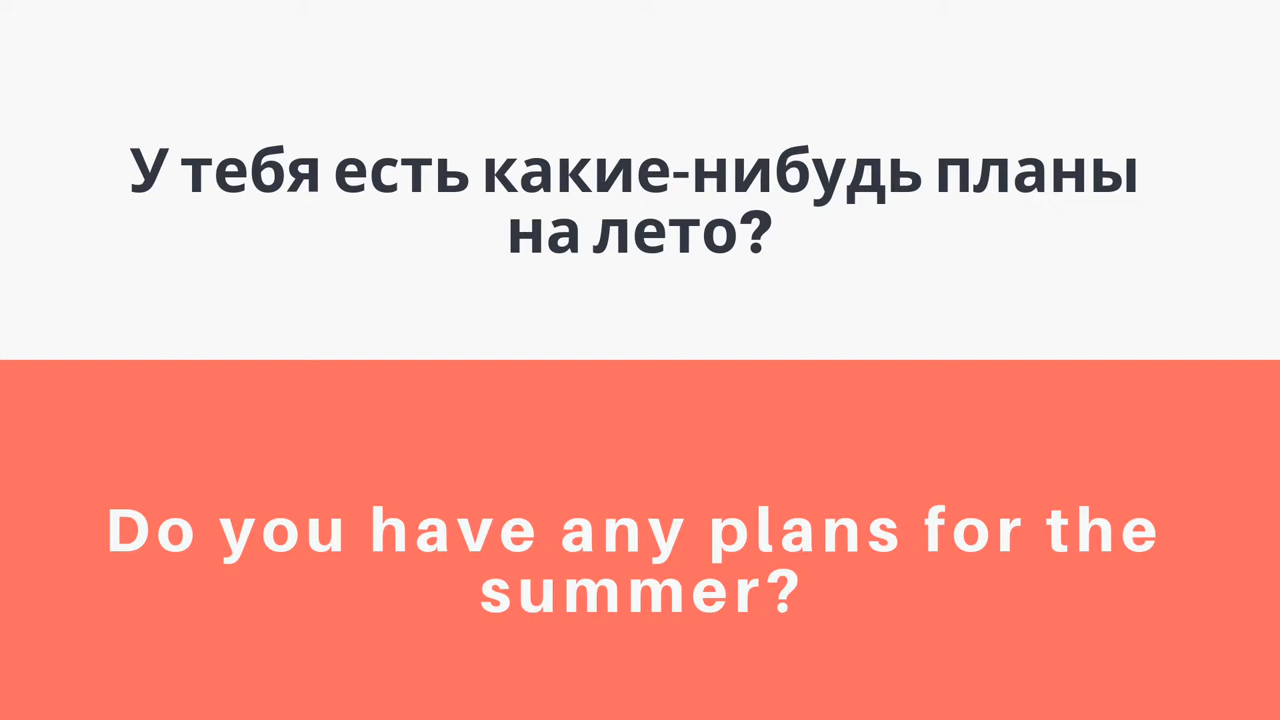 У тебя есть какие-нибудь планы
на лето?
Do you have any plans for the
summer?